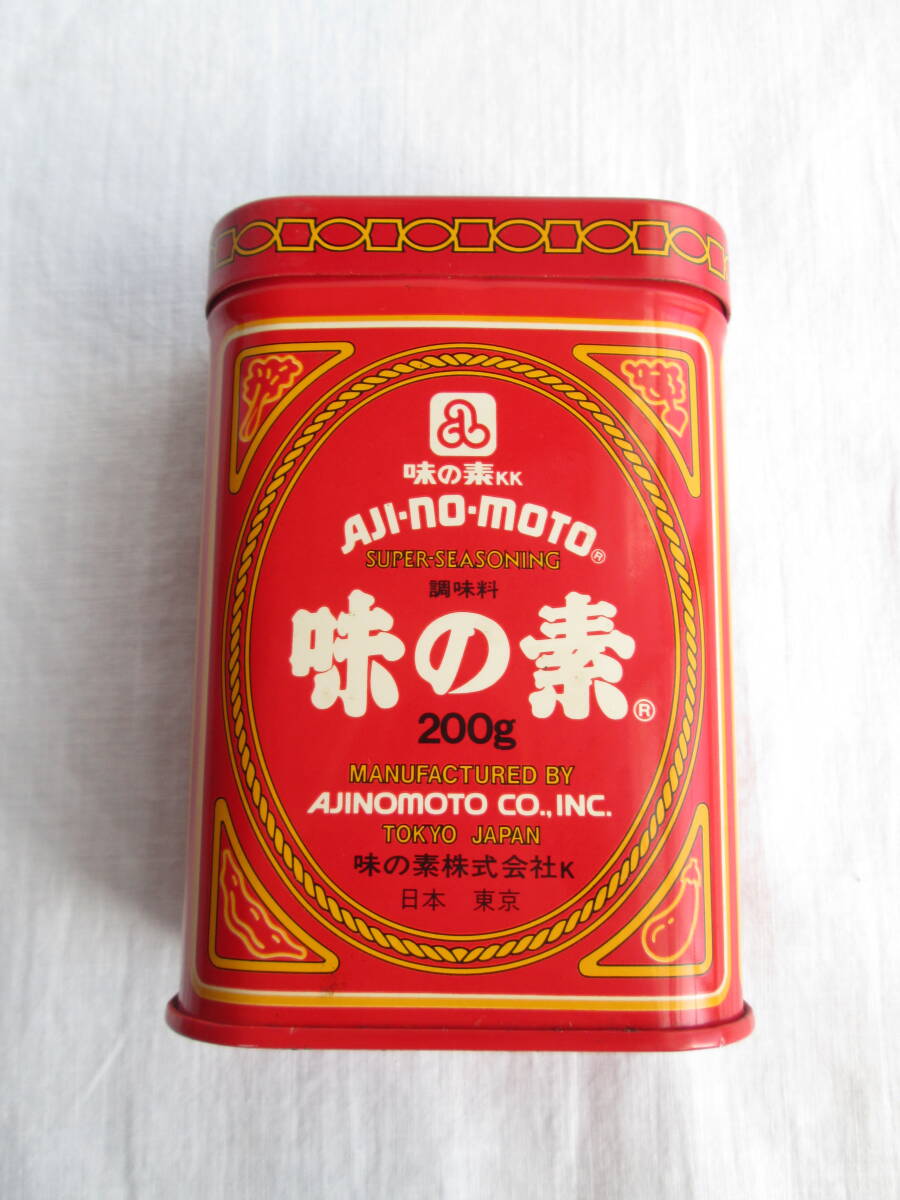 味の素KK
AJI-NO-MOTO®
SUPER-SEASONING
調味料
味の素®
200g
MANUFACTURED BY
AJINOMOTO CO., INC.
TOKYO JAPAN
味の素株式会社K
日本 東京